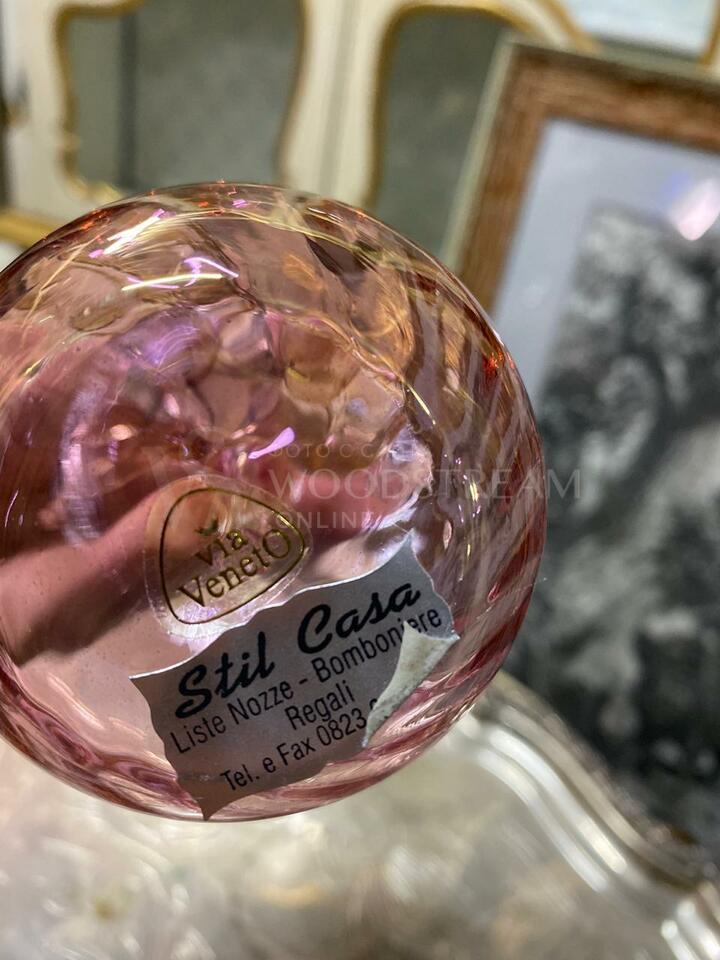 WOODSTREAM
ONLINE
Via
Veneto
Stil Casa
Liste Nozze - Bomboniere
Regali
Tel. e Fax 0823